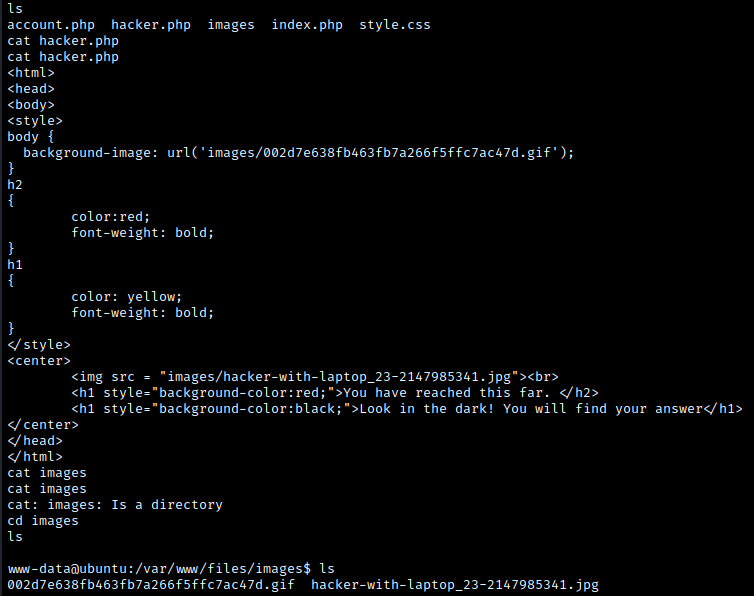 ls
account.php  hacker.php  images  index.php  style.css
cat hacker.php
cat hacker.php
<html>
<head>
<body>
<style>
body {
  background-image: url('images/002d7e638fb463fb7a266f5ffc7ac47d.gif');
}
h2
{
        color:red;
        font-weight: bold;
}
h1
{
        color: yellow;
        font-weight: bold;
}
</style>
<center>
        <img src = "images/hacker-with-laptop_23-2147985341.jpg"><br>
        <h1 style="background-color:red;">You have reached this far. </h2>
        <h1 style="background-color:black;">Look in the dark! You will find your answer</h1>
</center>
</head>
</html>
cat images
cat images
cat: images: Is a directory
cd images
ls
www-data@ubuntu:/var/www/files/images$ ls
002d7e638fb463fb7a266f5ffc7ac47d.gif  hacker-with-laptop_23-2147985341.jpg